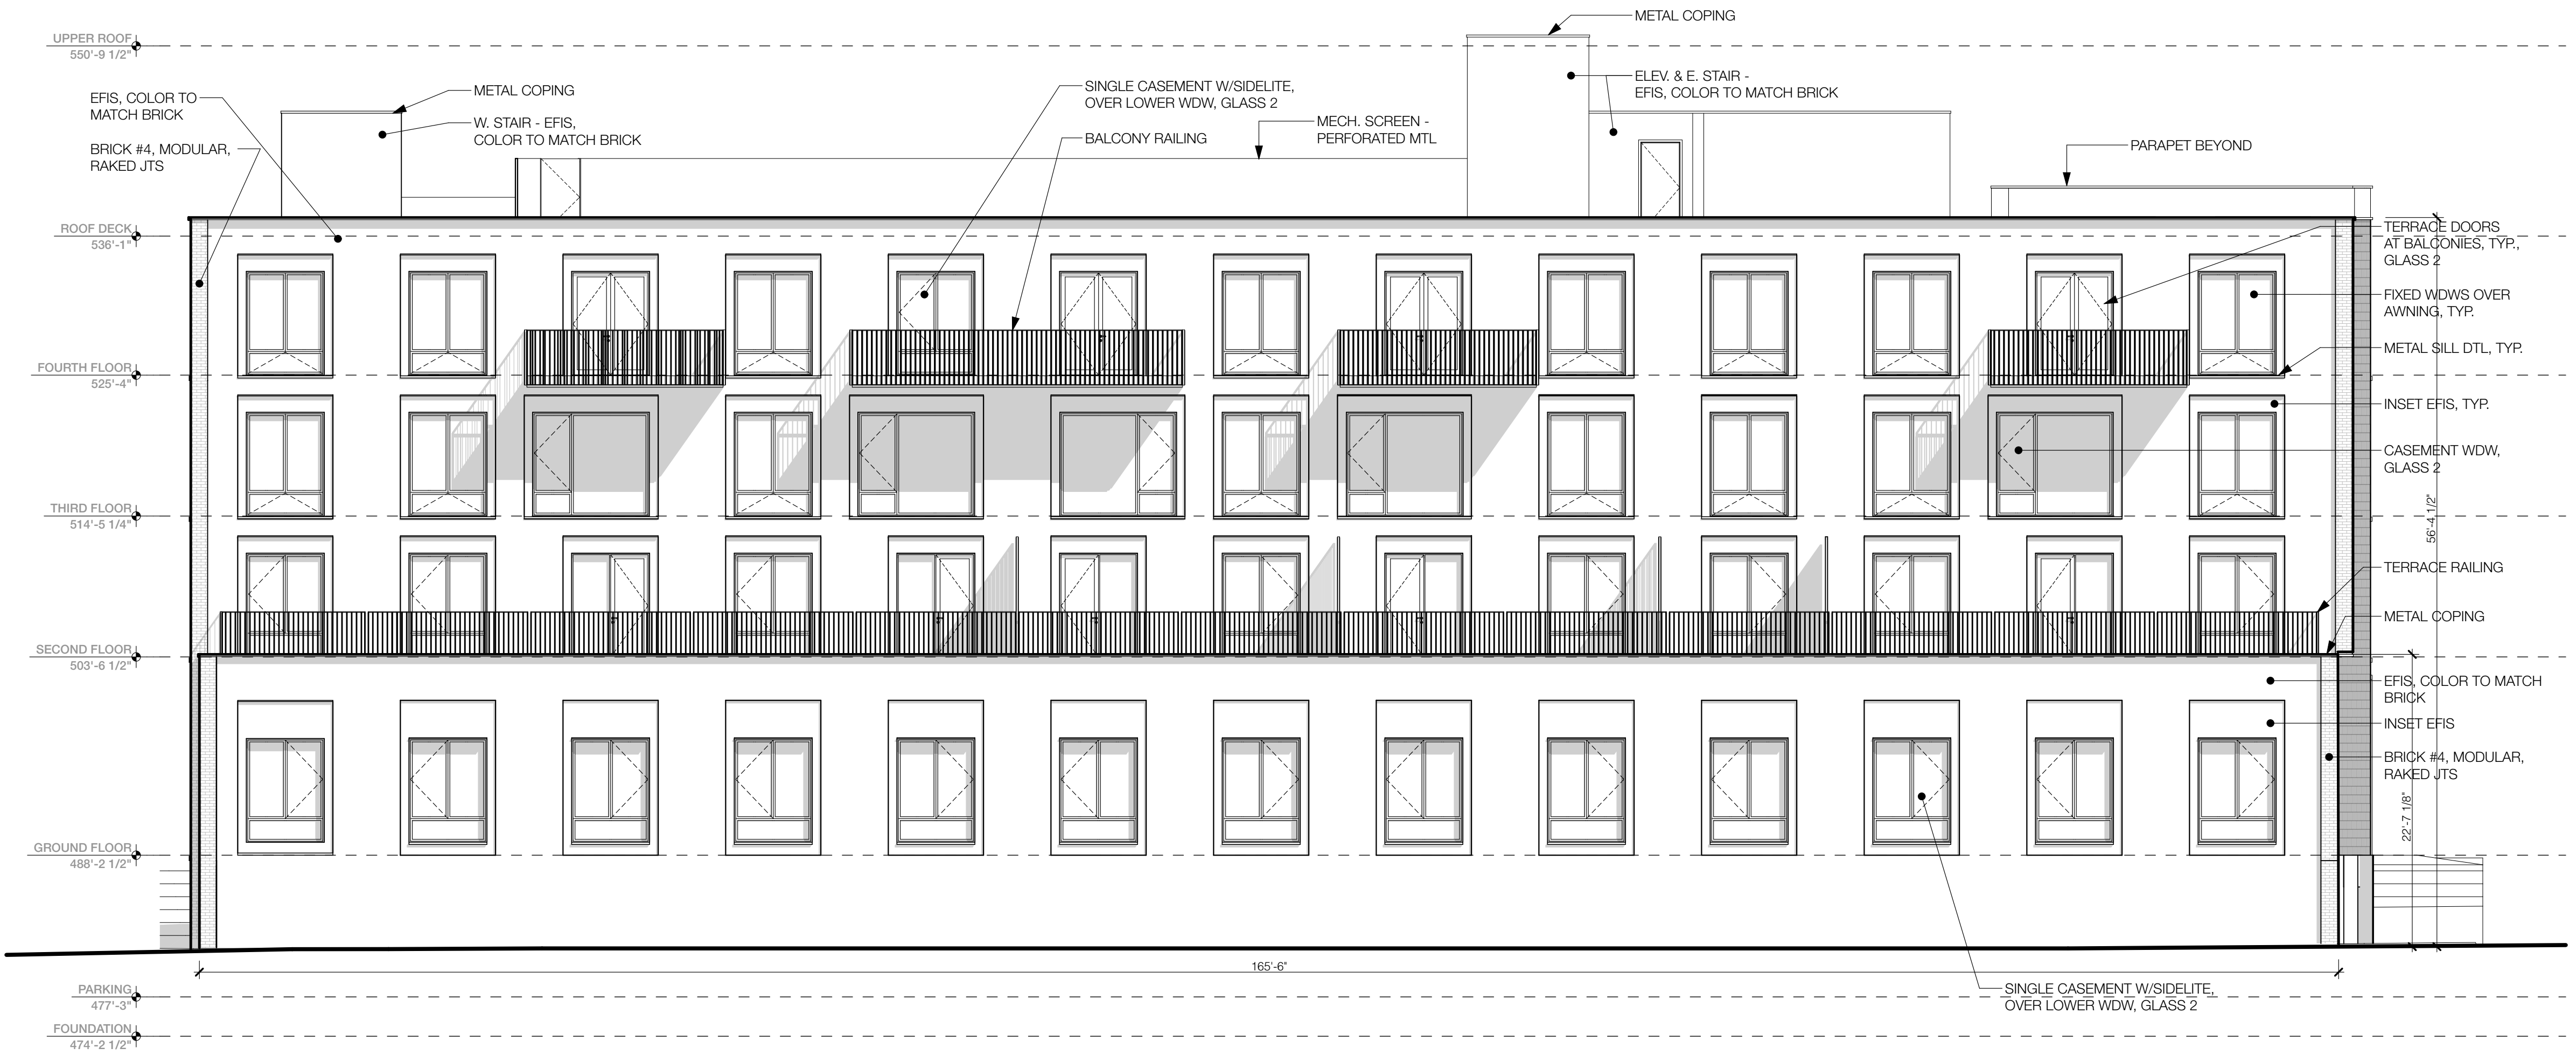 METAL COPING
UPPER ROOF
550'-9 1/2"
EFIS, COLOR TO
MATCH BRICK
METAL COPING
W. STAIR - EFIS,
COLOR TO MATCH BRICK
BRICK #4, MODULAR,
RAKED JTS
SINGLE CASEMENT W/SIDELITE,
OVER LOWER WDW, GLASS 2
BALCONY RAILING
MECH. SCREEN -
PERFORATED MTL
ELEV. & E. STAIR -
EFIS, COLOR TO MATCH BRICK
PARAPET BEYOND
ROOF DECK
536'-1"
TERRACE DOORS
AT BALCONIES, TYP.,
GLASS 2
FIXED WDWS OVER
AWNING, TYP.
METAL SILL DTL, TYP.
FOURTH FLOOR
525'-4"
INSET EFIS, TYP.
CASEMENT WDW,
GLASS 2
THIRD FLOOR
514'-5 1/4"
56'-4 1/2"
TERRACE RAILING
METAL COPING
SECOND FLOOR
503'-6 1/2"
EFIS, COLOR TO MATCH
BRICK
INSET EFIS
BRICK #4, MODULAR,
RAKED JTS
22'-7 1/8"
GROUND FLOOR
488'-2 1/2"
165'-6"
PARKING
477'-3"
SINGLE CASEMENT W/SIDELITE,
OVER LOWER WDW, GLASS 2
FOUNDATION
474'-2 1/2"